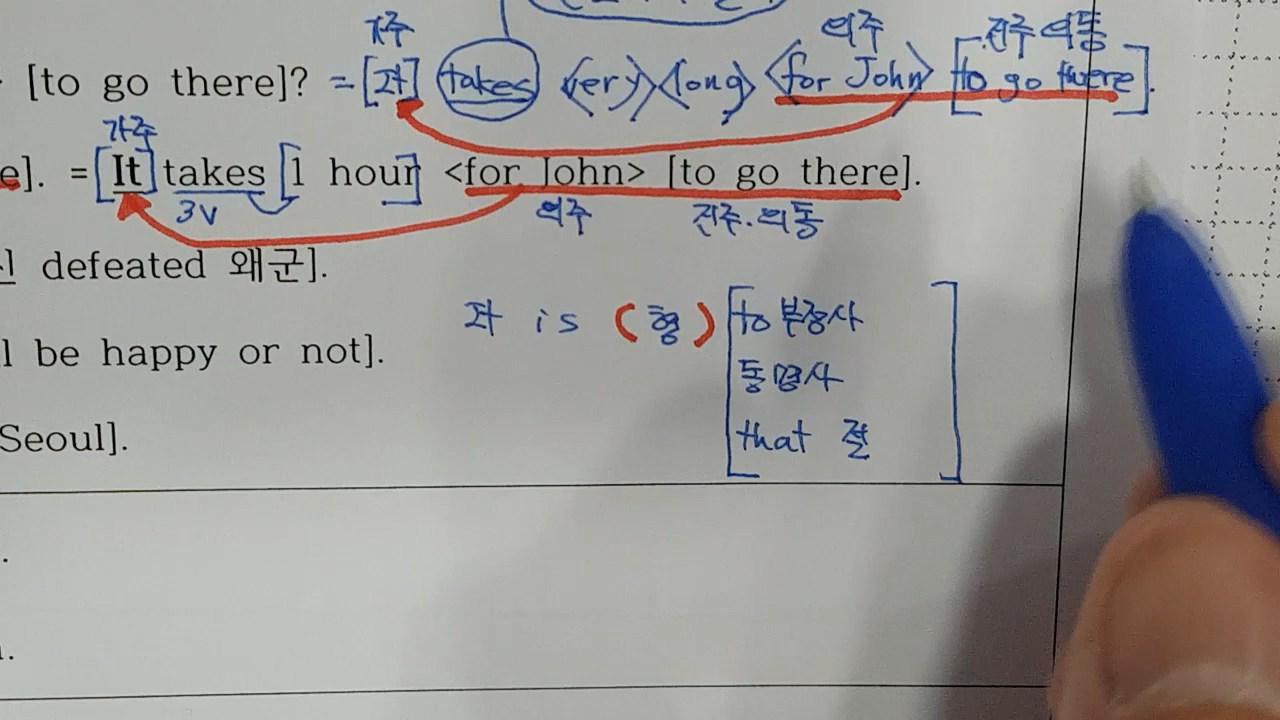 가주 의주 진주 의동
[to go there]? = [가] takes <very> <long> <for John> [to go there].
가주
e]. = [It] takes [1 hour] <for John> [to go there].
3V 의주 진주.의동
신 defeated 왜군].
가 is (형) [to 부정사
l be happy or not].
동명사
Seoul]. that 절]
.
.